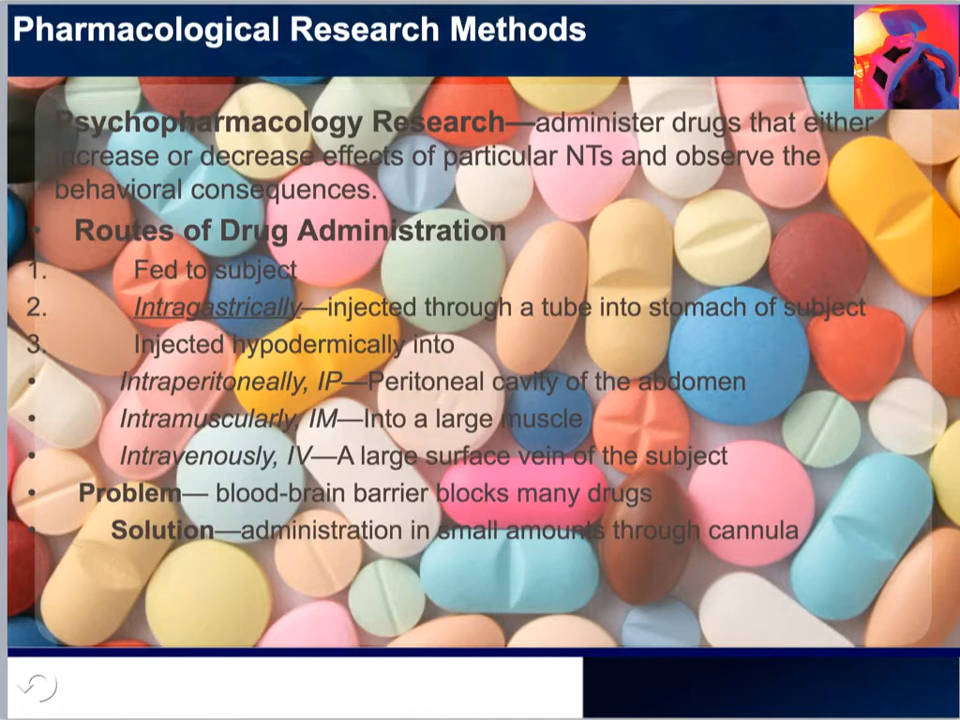 Pharmacological Research Methods
Psychopharmacology Research—administer drugs that either
increase or decrease effects of particular NTs and observe the
behavioral consequences.
• Routes of Drug Administration
1. Fed to subject
2. Intragastrically—injected through a tube into stomach of subject
3. Injected hypodermically into
• Intraperitoneally, IP—Peritoneal cavity of the abdomen
• Intramuscularly, IM—Into a large muscle
• Intravenously, IV—A large surface vein of the subject
• Problem— blood-brain barrier blocks many drugs
• Solution—administration in small amounts through cannula